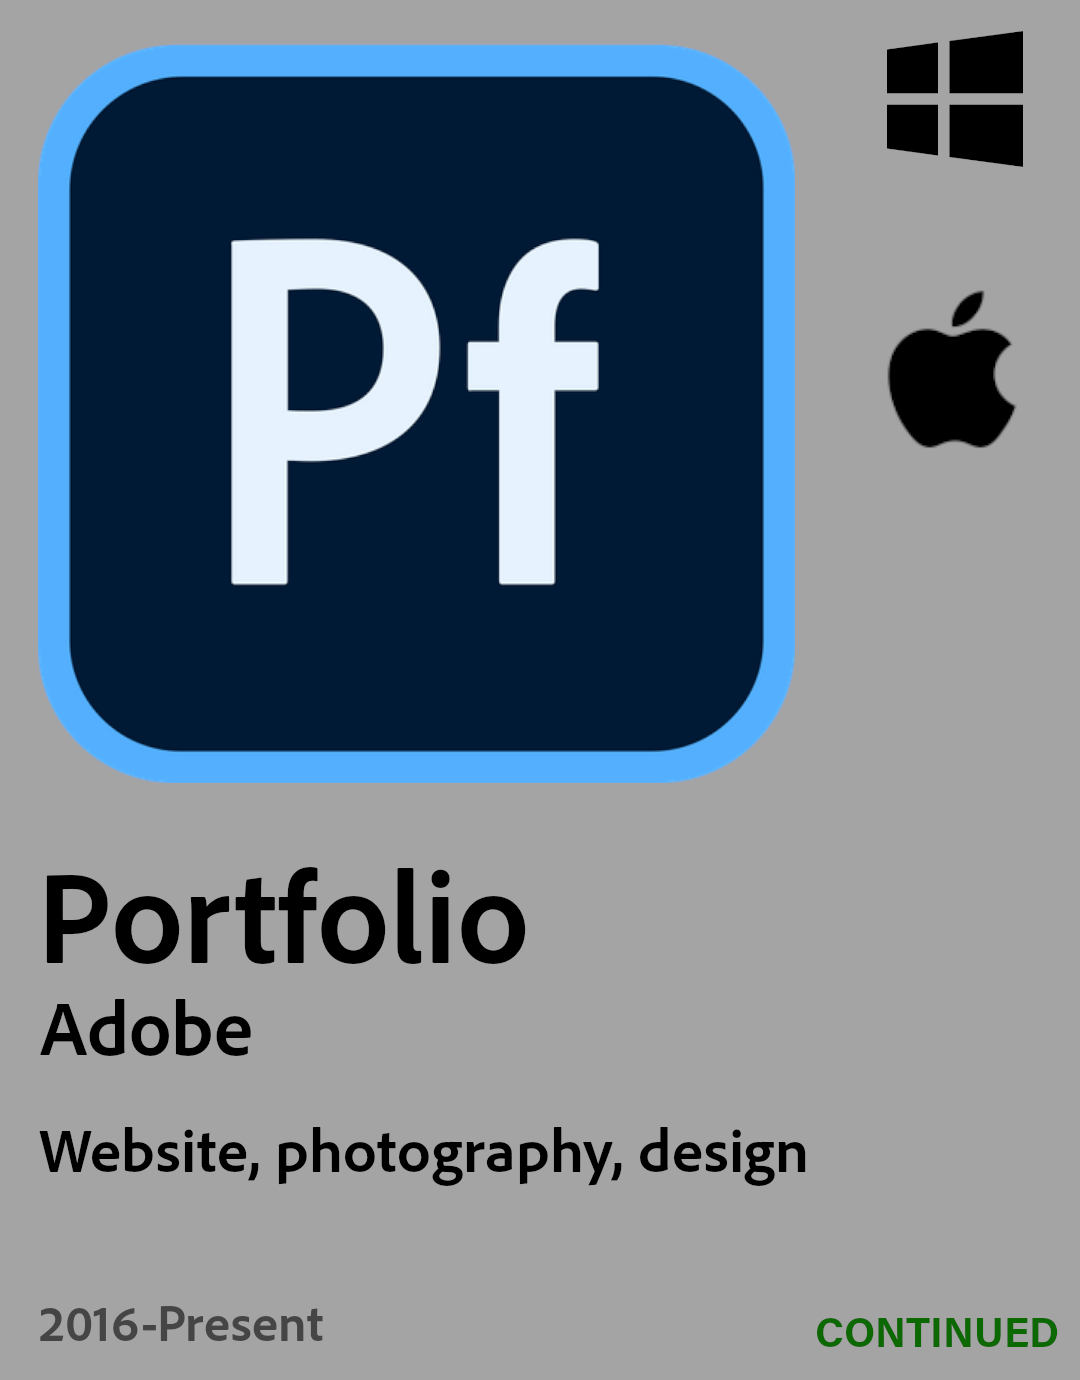 Pf
Portfolio
Adobe
Website, photography, design
2016-Present
CONTINUED